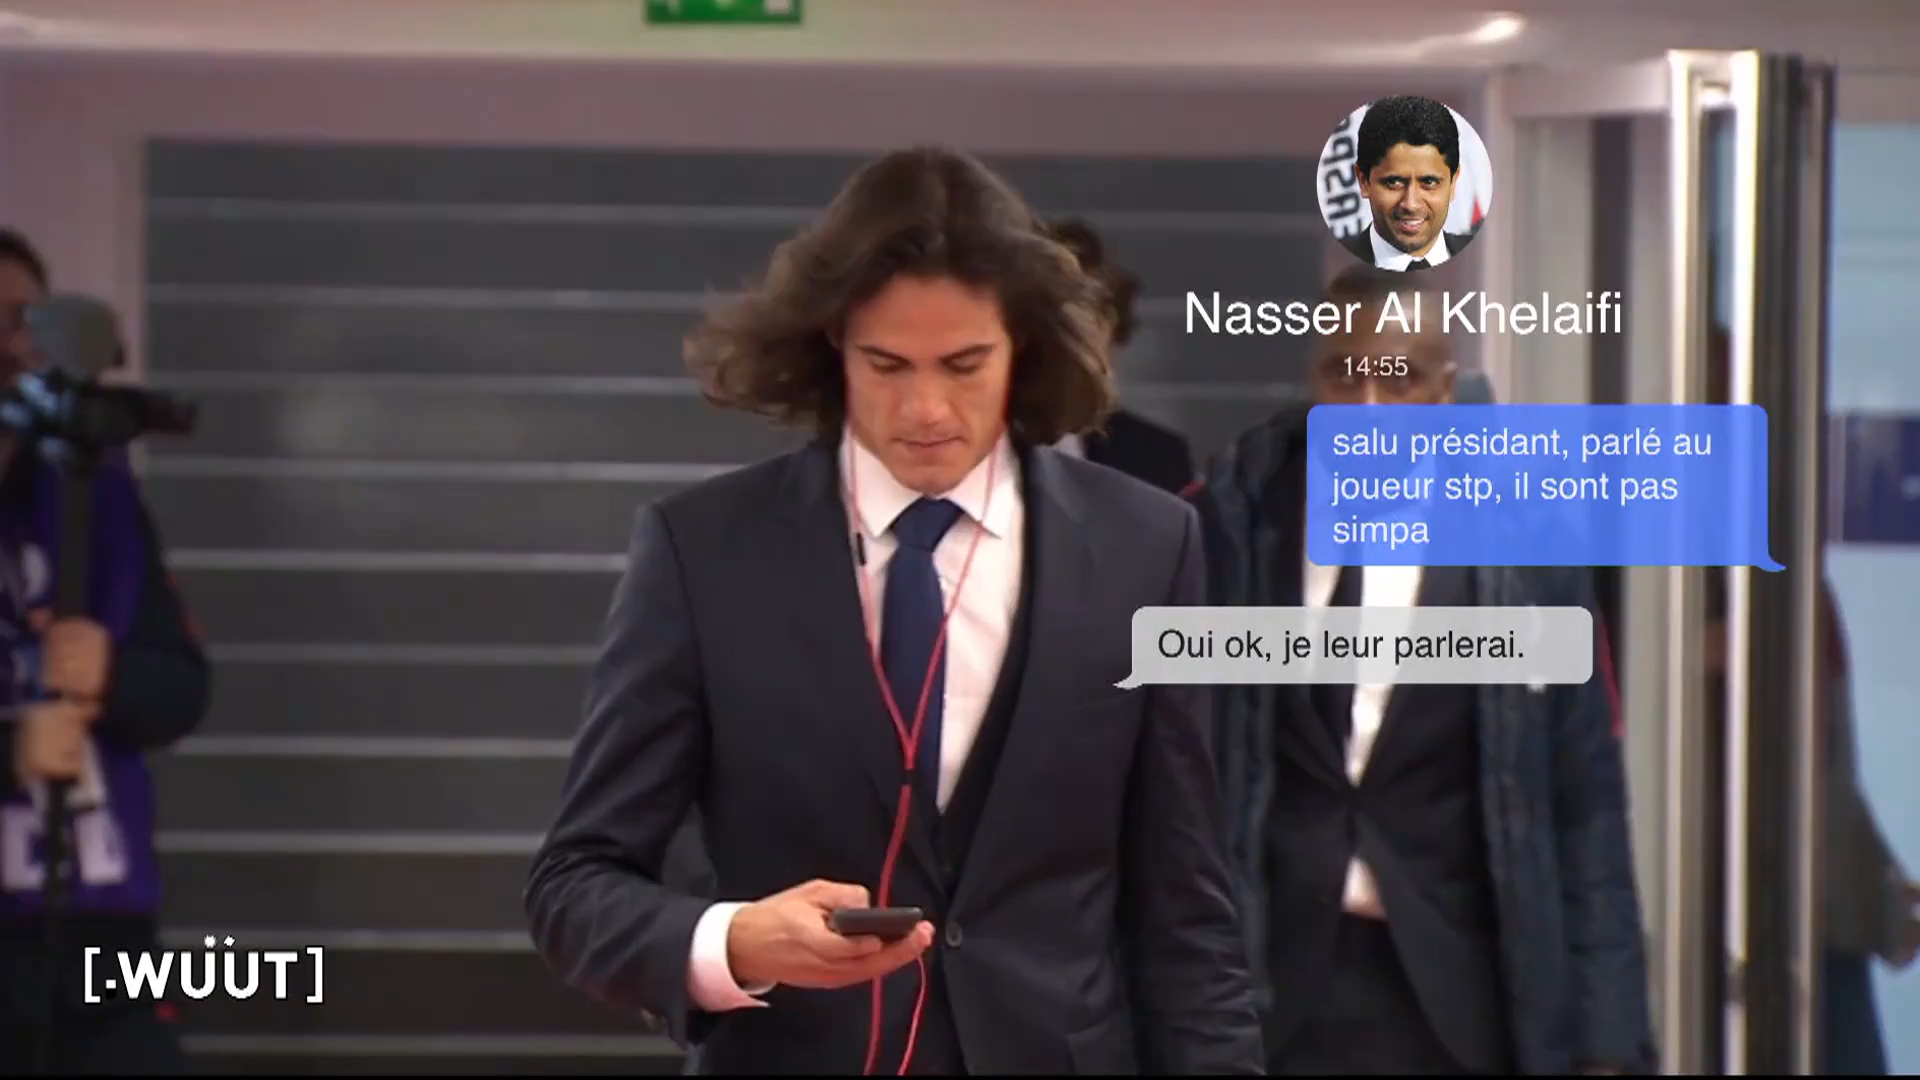 Nasser Al Khelaifi
14:55
salu présidant, parlé au
joueur stp, il sont pas
simpa
Oui ok, je leur parlerai.
[.WÜÜT]